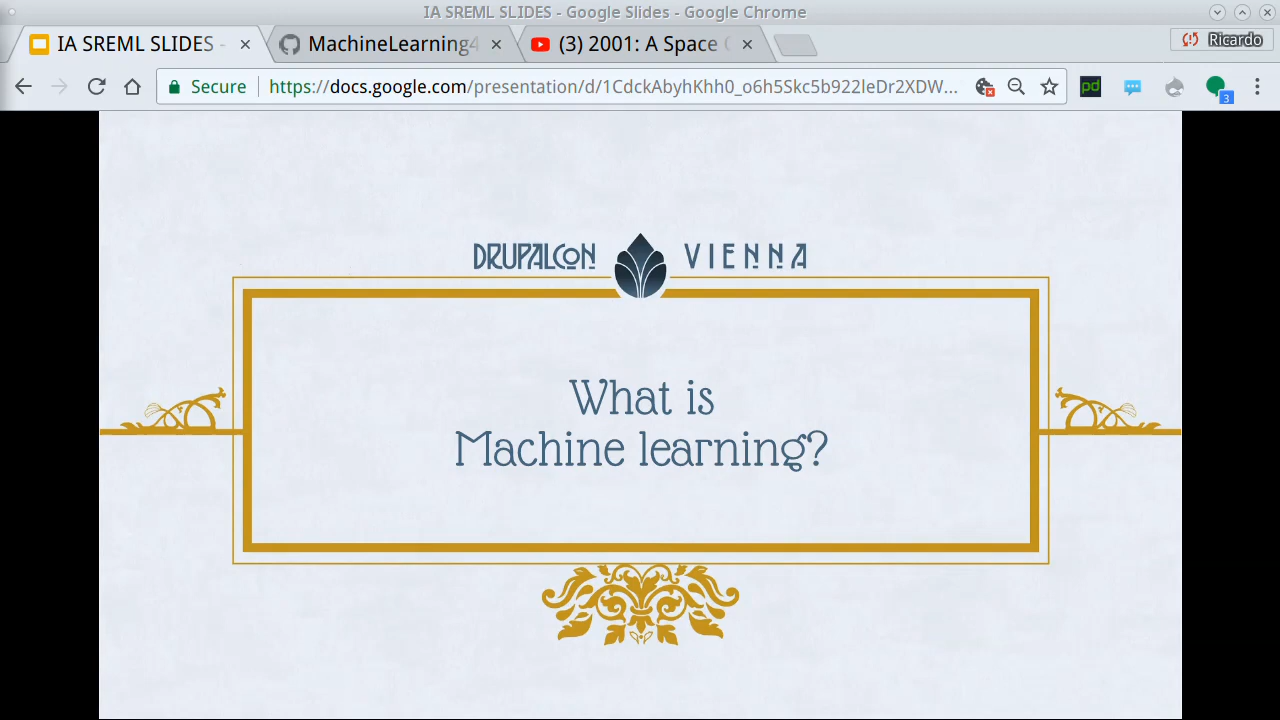 IA SREML SLIDES - Google Slides - Google Chrome
IA SREML SLIDES -
MachineLearning4
(3) 2001: A Space O
Ricardo
Secure
https://docs.google.com/presentation/d/1CdckAbyhKhh0_o6h5Skc5b922leDr2XDW...
pd
3
DRUPALCON VIENNA
What is
Machine learning?